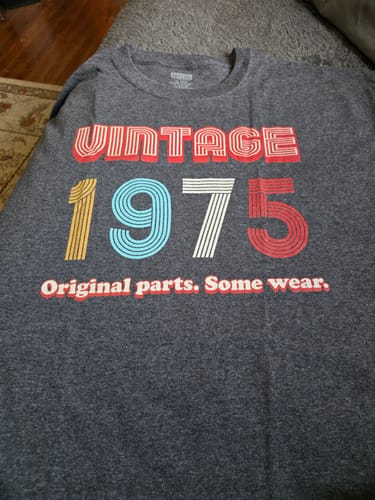 VINTAGE
1975
Original parts. Some wear.